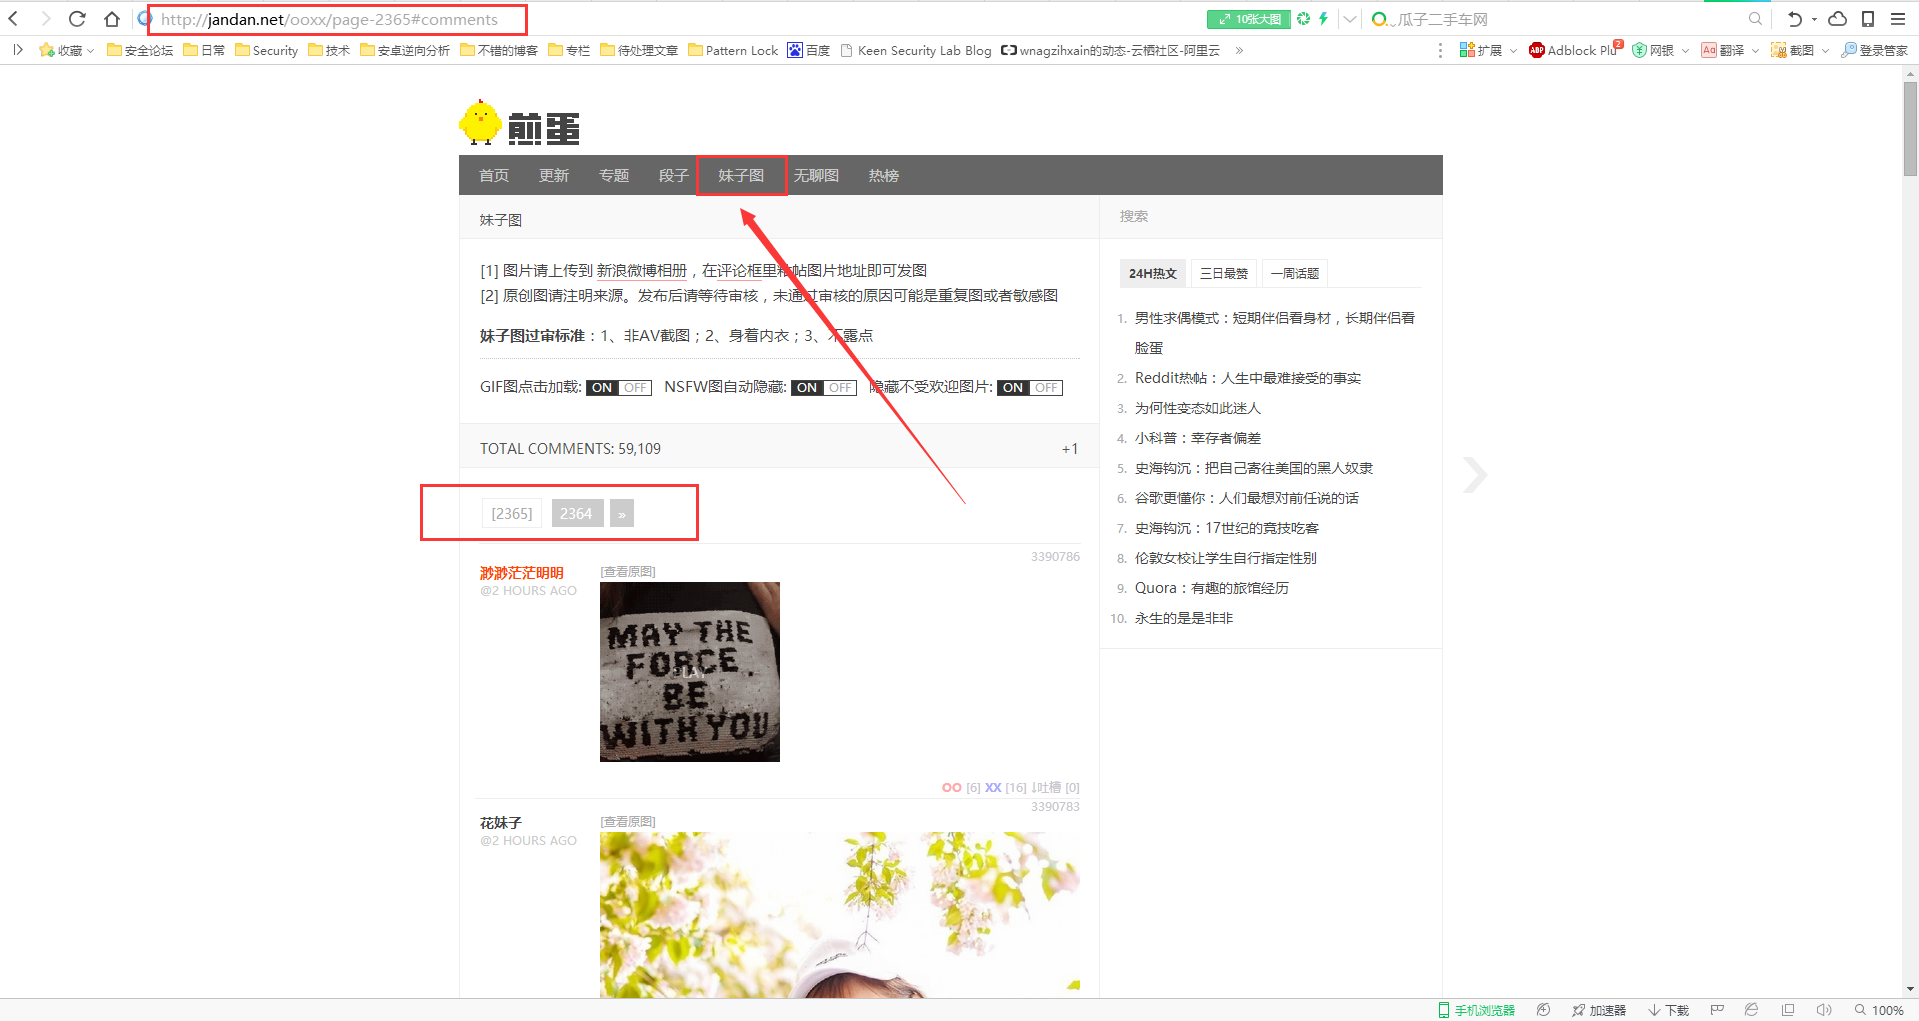 http://jandan.net/ooxx/page-2365#comments
10张大图
瓜子二手车网
收藏 安全论坛 日常 Security 技术 安卓逆向分析 不错的博客 专栏 待处理文章 Pattern Lock 百度 Keen Security Lab Blog wnagzihxain的动态-云栖社区-阿里云 »
扩展 ABP Adblock Plu 2 网银 Aa 翻译 截图 登录管家
煎蛋
首页 更新 专题 段子 妹子图 无聊图 热榜
妹子图
搜索
[1] 图片请上传到 新浪微博相册，在评论框里粘帖图片地址即可发图
[2] 原创图请注明来源。发布后请等待审核，未通过审核的原因可能是重复图或者敏感图
妹子图过审标准：1、非AV截图；2、身着内衣；3、不露点
GIF图点击加载: ON OFF NSFW图自动隐藏: ON OFF 隐藏不受欢迎图片: ON OFF
TOTAL COMMENTS: 59,109 +1
[2365] 2364 »
3390786
渺渺茫茫明明
@2 HOURS AGO
[查看原图]
MAY THE
FORCE
PLAY
BE
WITH YOU
OO [6] XX [16] ↓吐槽 [0]
3390783
花妹子
@2 HOURS AGO
[查看原图]
24H热文 三日最赞 一周话题
1. 男性求偶模式：短期伴侣看身材，长期伴侣看
脸蛋
2. Reddit热帖：人生中最难接受的事实
3. 为何性变态如此迷人
4. 小科普：幸存者偏差
5. 史海钩沉：把自己寄往美国的黑人奴隶
6. 谷歌更懂你：人们最想对前任说的话
7. 史海钩沉：17世纪的竞技吃客
8. 伦敦女校让学生自行指定性别
9. Quora：有趣的旅馆经历
10. 永生的是是非非
手机浏览器 加速器 下载 100%